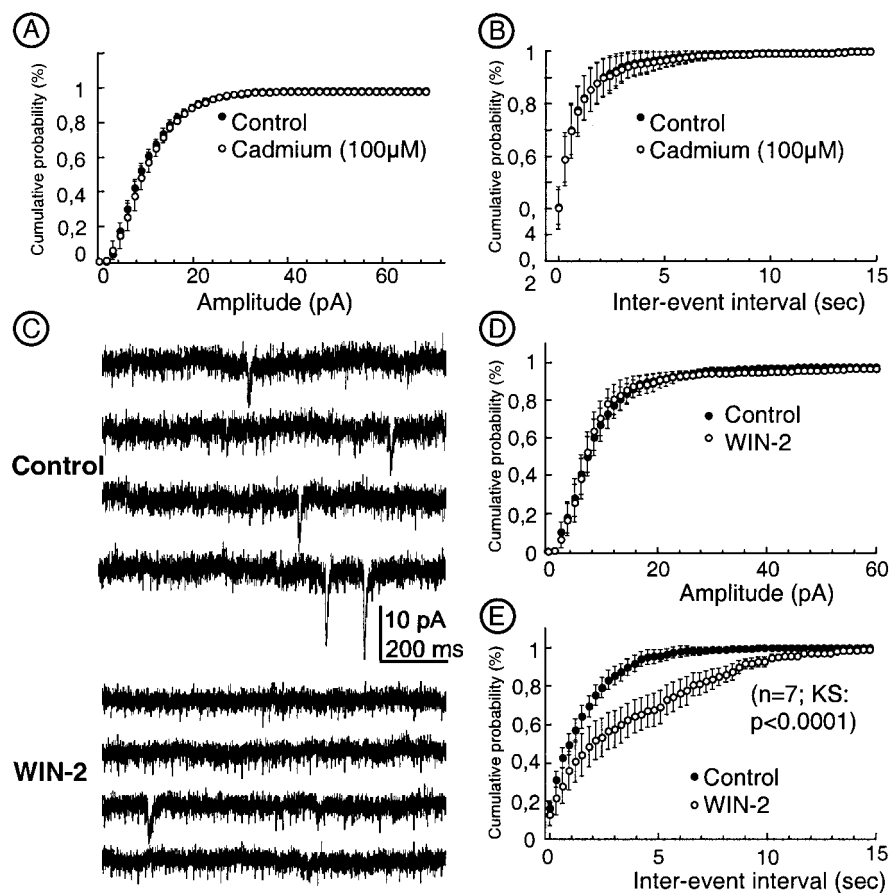 A
Cumulative probability (%)
1
0,8
0,6
0,4
0,2
0
0
20
40
60
Amplitude (pA)
Control
Cadmium (100µM)
B
Cumulative probability (%)
1
0,8
0,6
0,
4
0,
2
0
5
10
15
Inter-event interval (sec)
Control
Cadmium (100µM)
C
Control
10 pA
200 ms
WIN-2
D
Cumulative probability (%)
1
0,8
0,6
0,4
0,2
0
0
20
40
60
Amplitude (pA)
Control
WIN-2
E
Cumulative probability (%)
1
0,8
0,6
0,4
0,2
0
0
5
10
15
Inter-event interval (sec)
(n=7; KS:
p<0.0001)
Control
WIN-2